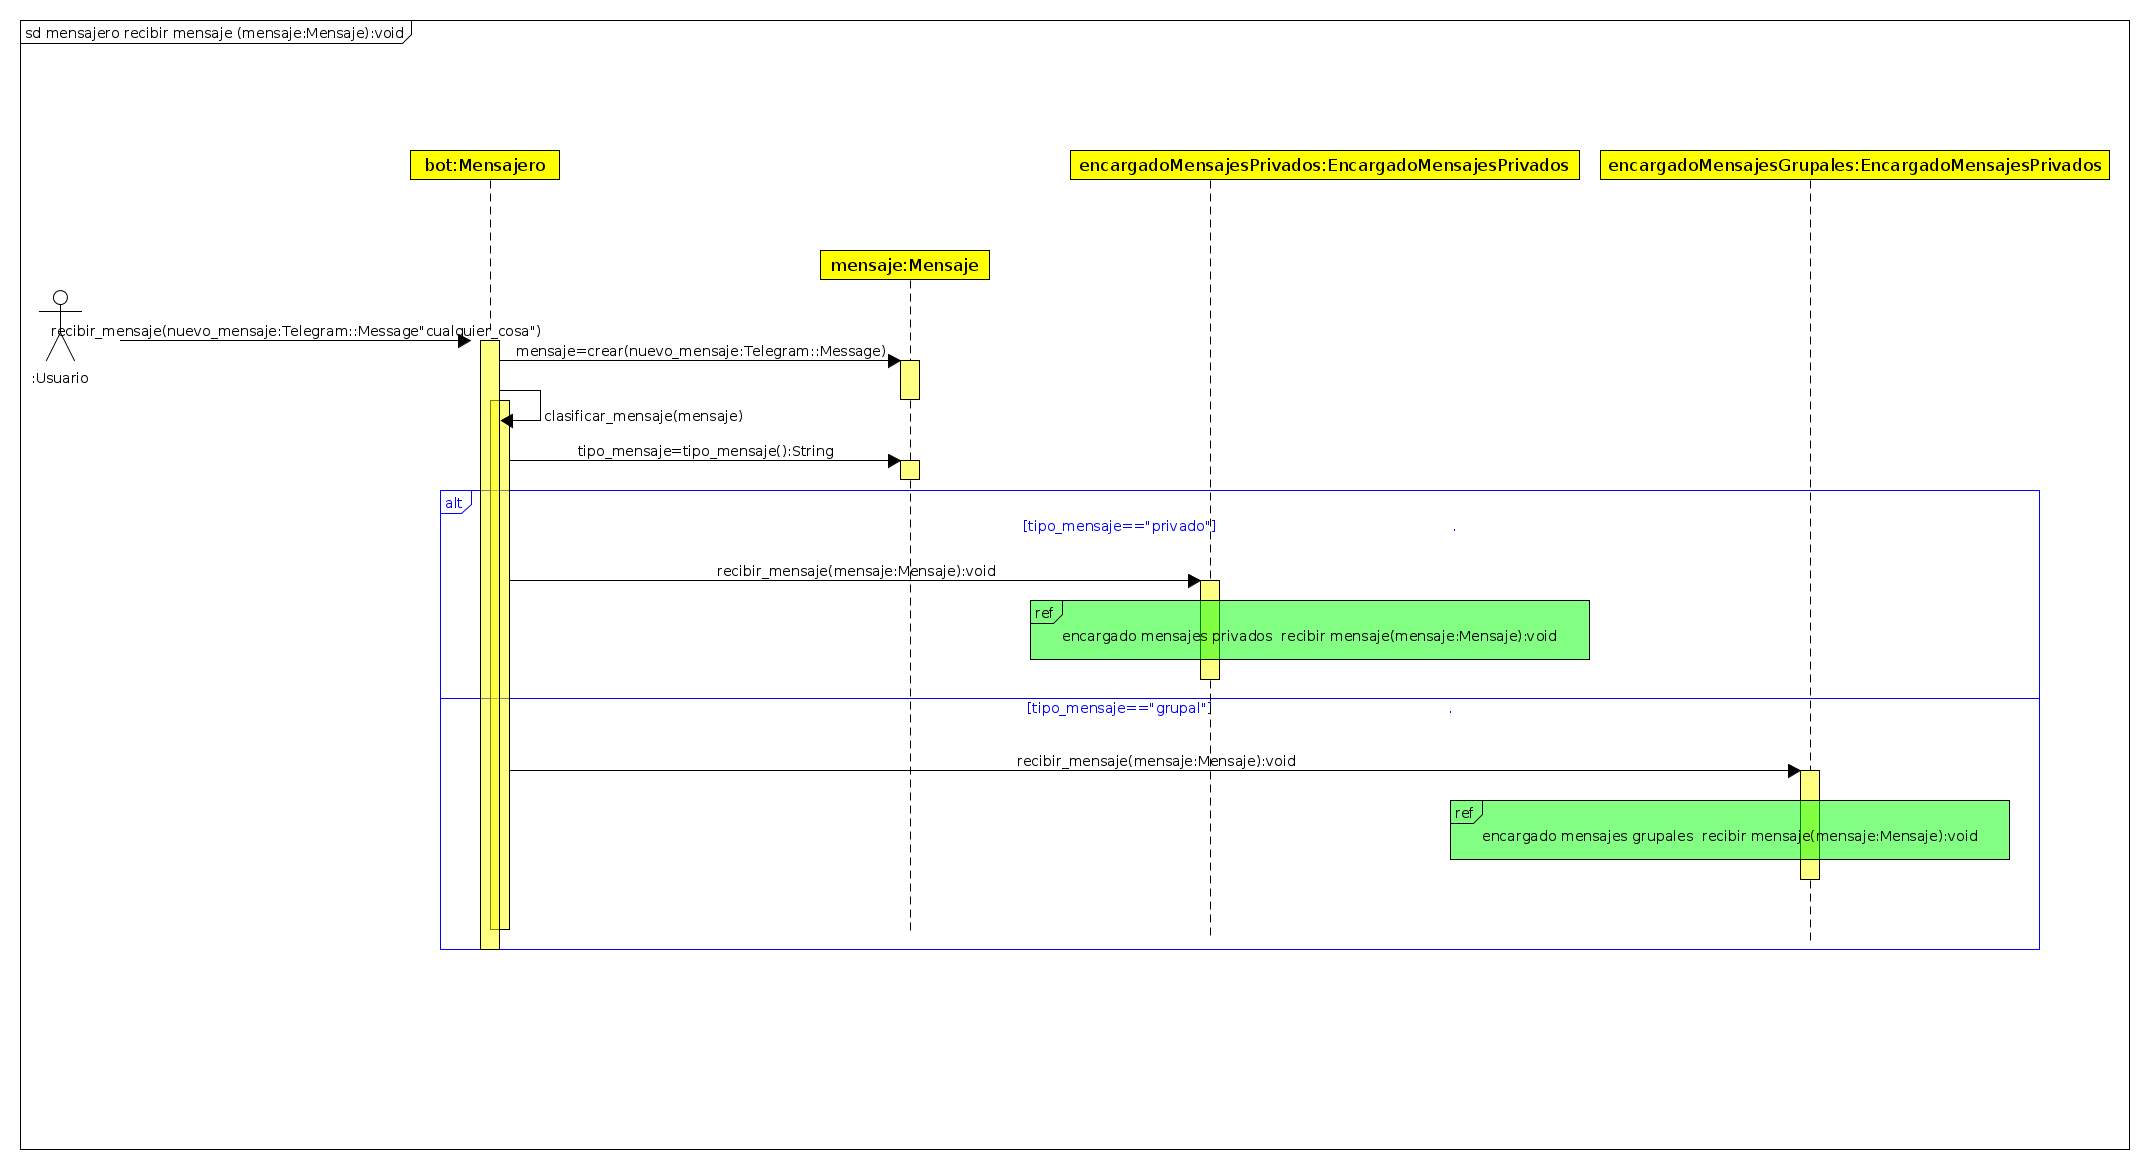 sd mensajero recibir mensaje (mensaje:Mensaje):void
bot:Mensajero
encargadoMensajesPrivados:EncargadoMensajesPrivados
encargadoMensajesGrupales:EncargadoMensajesPrivados
mensaje:Mensaje
recibir_mensaje(nuevo_mensaje:Telegram::Message"cualquier_cosa")
:Usuario
mensaje=crear(nuevo_mensaje:Telegram::Message)
clasificar_mensaje(mensaje)
tipo_mensaje=tipo_mensaje():String
alt
[tipo_mensaje=="privado"] .
recibir_mensaje(mensaje:Mensaje):void
ref
encargado mensajes privados  recibir mensaje(mensaje:Mensaje):void
[tipo_mensaje=="grupal"] .
recibir_mensaje(mensaje:Mensaje):void
ref
encargado mensajes grupales  recibir mensaje(mensaje:Mensaje):void